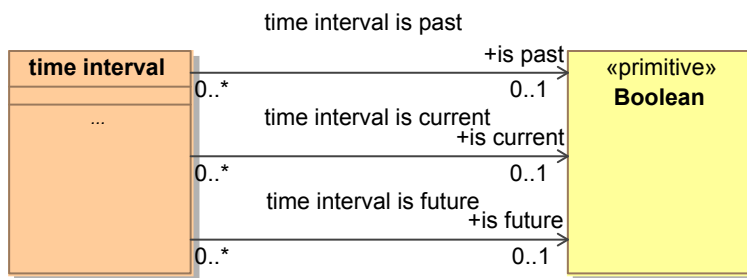 time interval is past
time interval
+is past
«primitive»
Boolean
0..*
0..1
...
time interval is current
+is current
0..*
0..1
time interval is future
+is future
0..*
0..1